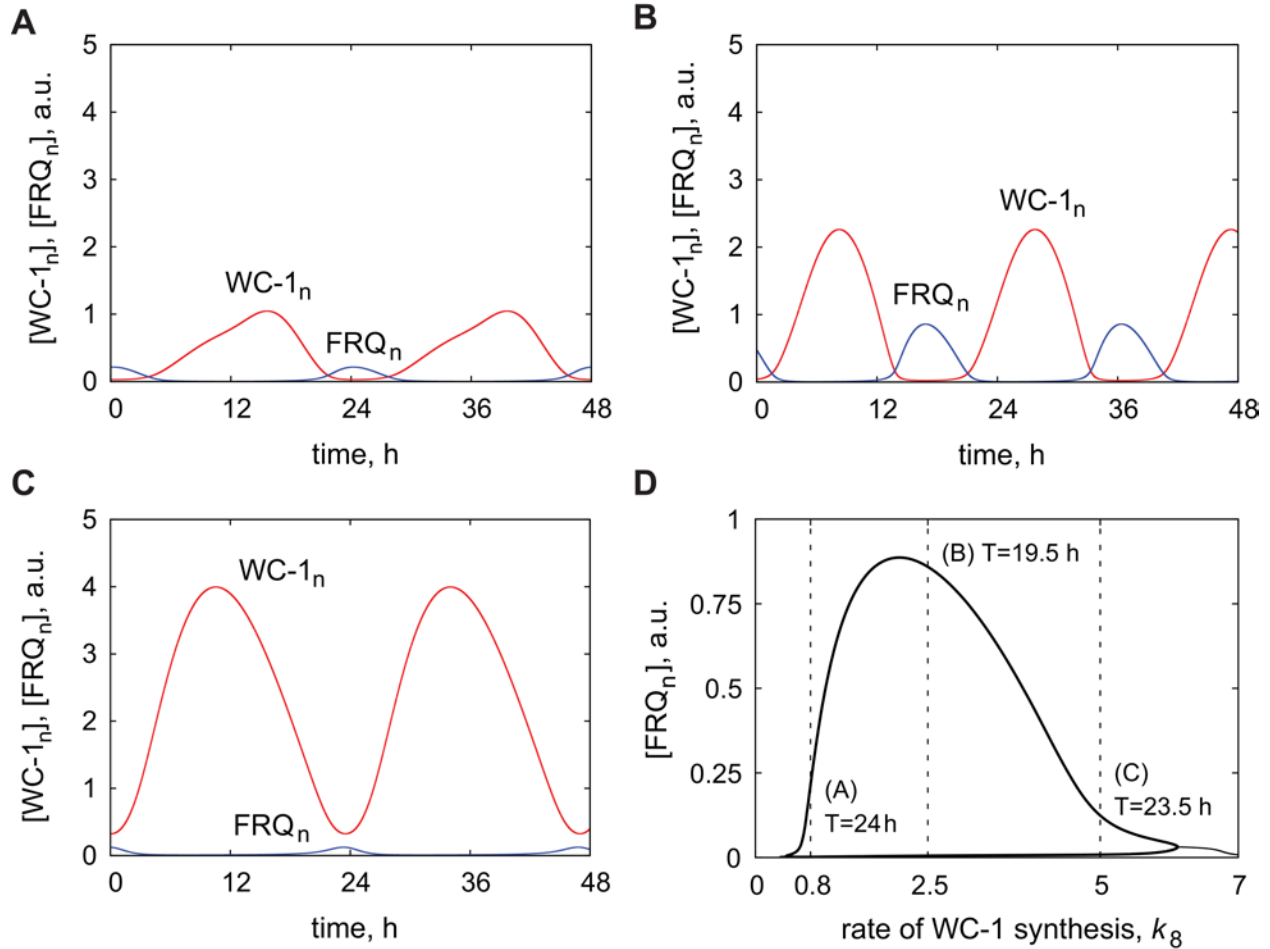 A
[WC-1n], [FRQn], a.u.
5
4
3
2
1
0
WC-1n
FRQn
0
12
24
36
48
time, h
B
[WC-1n], [FRQn], a.u.
5
4
3
2
1
0
WC-1n
FRQn
0
12
24
36
48
time, h
C
[WC-1n], [FRQn], a.u.
5
4
3
2
1
0
WC-1n
FRQn
0
12
24
36
48
time, h
D
[FRQn], a.u.
1
0.75
0.5
0.25
0
(A)
T=24 h
(B) T=19.5 h
(C)
T=23.5 h
0
0.8
2.5
5
7
rate of WC-1 synthesis, k8